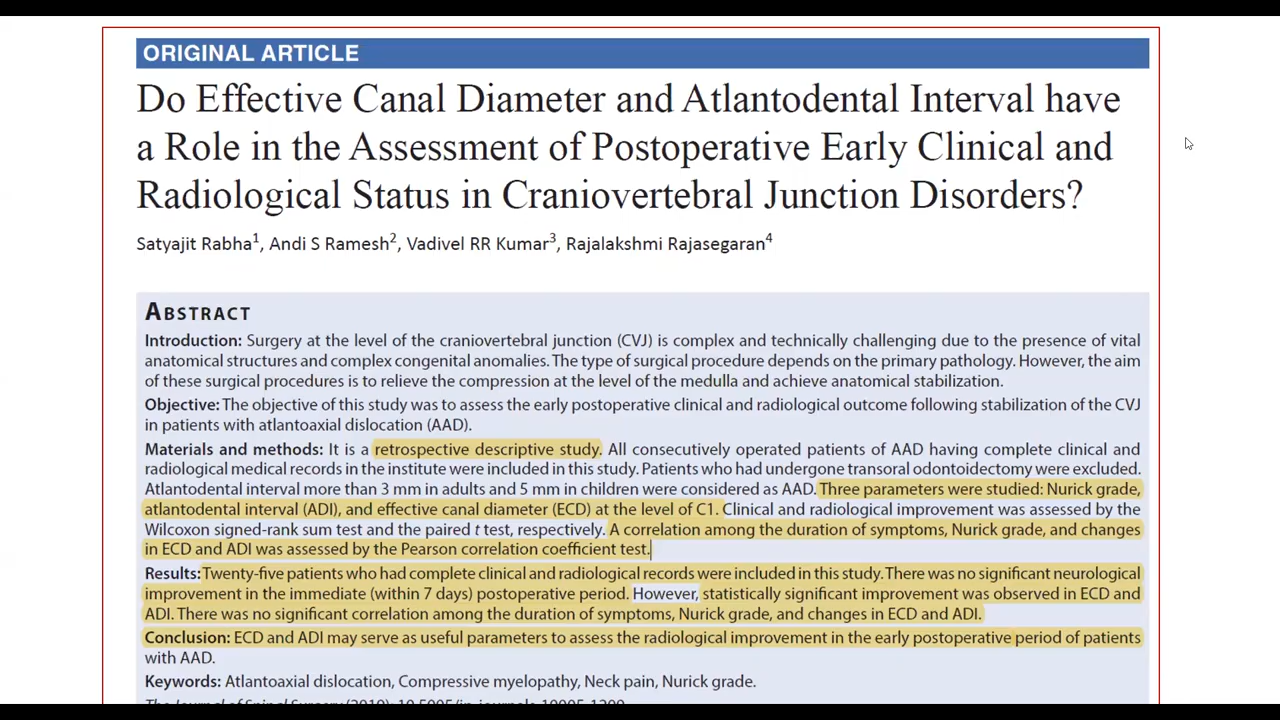 ORIGINAL ARTICLE
Do Effective Canal Diameter and Atlantodental Interval have
a Role in the Assessment of Postoperative Early Clinical and
Radiological Status in Craniovertebral Junction Disorders?
Satyajit Rabha1, Andi S Ramesh2, Vadivel RR Kumar3, Rajalakshmi Rajasegaran4
ABSTRACT
Introduction: Surgery at the level of the craniovertebral junction (CVJ) is complex and technically challenging due to the presence of vital
anatomical structures and complex congenital anomalies. The type of surgical procedure depends on the primary pathology. However, the aim
of these surgical procedures is to relieve the compression at the level of the medulla and achieve anatomical stabilization.
Objective: The objective of this study was to assess the early postoperative clinical and radiological outcome following stabilization of the CVJ
in patients with atlantoaxial dislocation (AAD).
Materials and methods: It is a retrospective descriptive study. All consecutively operated patients of AAD having complete clinical and
radiological medical records in the institute were included in this study. Patients who had undergone transoral odontoidectomy were excluded.
Atlantodental interval more than 3 mm in adults and 5 mm in children were considered as AAD. Three parameters were studied: Nurick grade,
atlantodental interval (ADI), and effective canal diameter (ECD) at the level of C1. Clinical and radiological improvement was assessed by the
Wilcoxon signed-rank sum test and the paired t test, respectively. A correlation among the duration of symptoms, Nurick grade, and changes
in ECD and ADI was assessed by the Pearson correlation coefficient test.
Results: Twenty-five patients who had complete clinical and radiological records were included in this study. There was no significant neurological
improvement in the immediate (within 7 days) postoperative period. However, statistically significant improvement was observed in ECD and
ADI. There was no significant correlation among the duration of symptoms, Nurick grade, and changes in ECD and ADI.
Conclusion: ECD and ADI may serve as useful parameters to assess the radiological improvement in the early postoperative period of patients
with AAD.
Keywords: Atlantoaxial dislocation, Compressive myelopathy, Neck pain, Nurick grade.
The Journal of Spinal Surgery (2019): 10.5005/jp-journals-10005-